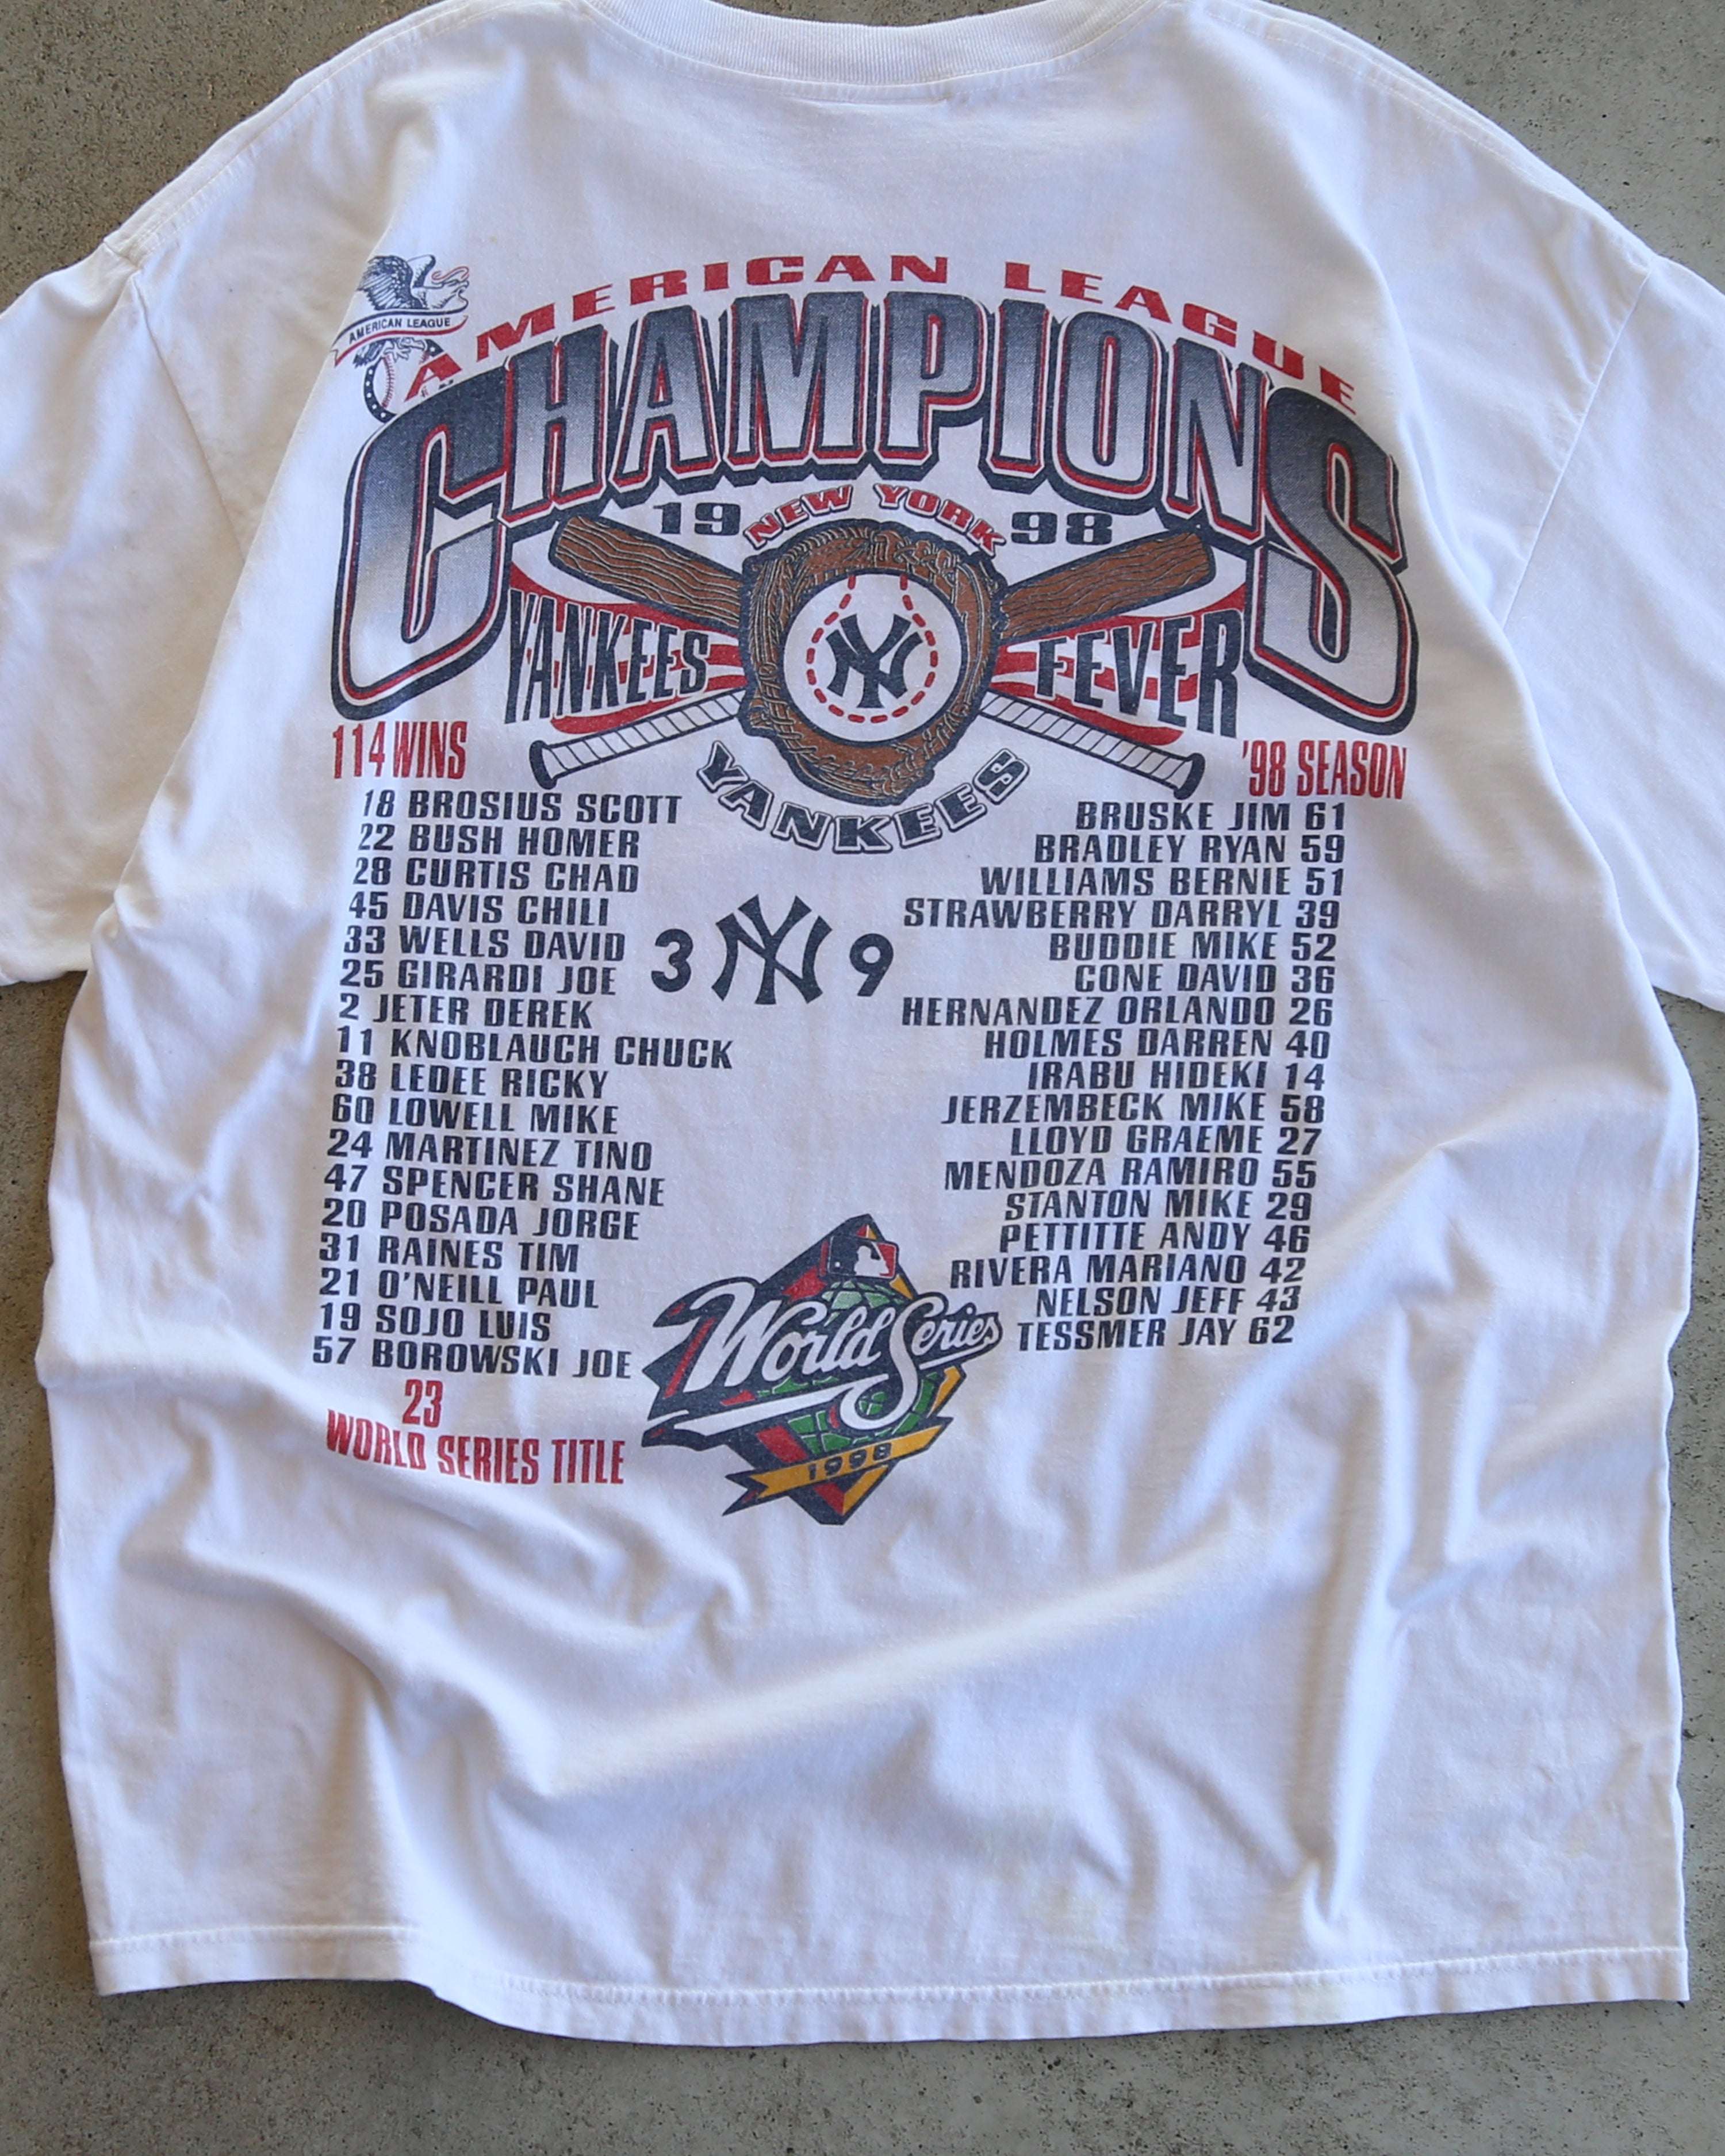 AMERICAN LEAGUE
AMERICAN LEAGUE
CHAMPIONS
19 NEW YORK 98
YANKEES NY FEVER
YANKEES
114 WINS
'98 SEASON
18 BROSIUS SCOTT
22 BUSH HOMER
28 CURTIS CHAD
45 DAVIS CHILI
33 WELLS DAVID
25 GIRARDI JOE
2 JETER DEREK
11 KNOBLAUCH CHUCK
38 LEDEE RICKY
60 LOWELL MIKE
24 MARTINEZ TINO
47 SPENCER SHANE
20 POSADA JORGE
31 RAINES TIM
21 O'NEILL PAUL
19 SOJO LUIS
57 BOROWSKI JOE
23
WORLD SERIES TITLE
3 NY 9
BRUSKE JIM 61
BRADLEY RYAN 59
WILLIAMS BERNIE 51
STRAWBERRY DARRYL 39
BUDDIE MIKE 52
CONE DAVID 36
HERNANDEZ ORLANDO 26
HOLMES DARREN 40
IRABU HIDEKI 14
JERZEMBECK MIKE 58
LLOYD GRAEME 27
MENDOZA RAMIRO 55
STANTON MIKE 29
PETTITTE ANDY 46
RIVERA MARIANO 42
NELSON JEFF 43
TESSMER JAY 62
World Series
1998